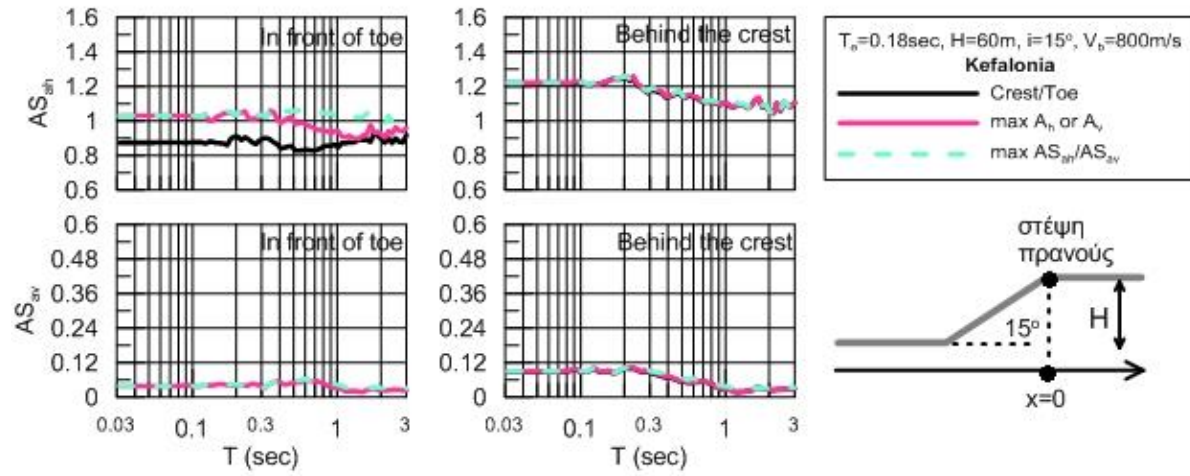 1.6
1.4
1.2
1
0.8
0.6
AS_ah
In front of toe
1.6
1.4
1.2
1
0.8
0.6
Behind the crest
T_e=0.18sec, H=60m, i=15°, V_b=800m/s
Kefalonia
Crest/Toe
max A_h or A_v
max AS_ah/AS_av
0.6
0.48
0.36
0.24
0.12
0
AS_av
In front of toe
0.03
0.1
0.3
1
3
T (sec)
0.6
0.48
0.36
0.24
0.12
0
Behind the crest
0.03
0.1
0.3
1
3
T (sec)
στέψη
πρανούς
15°
H
x=0